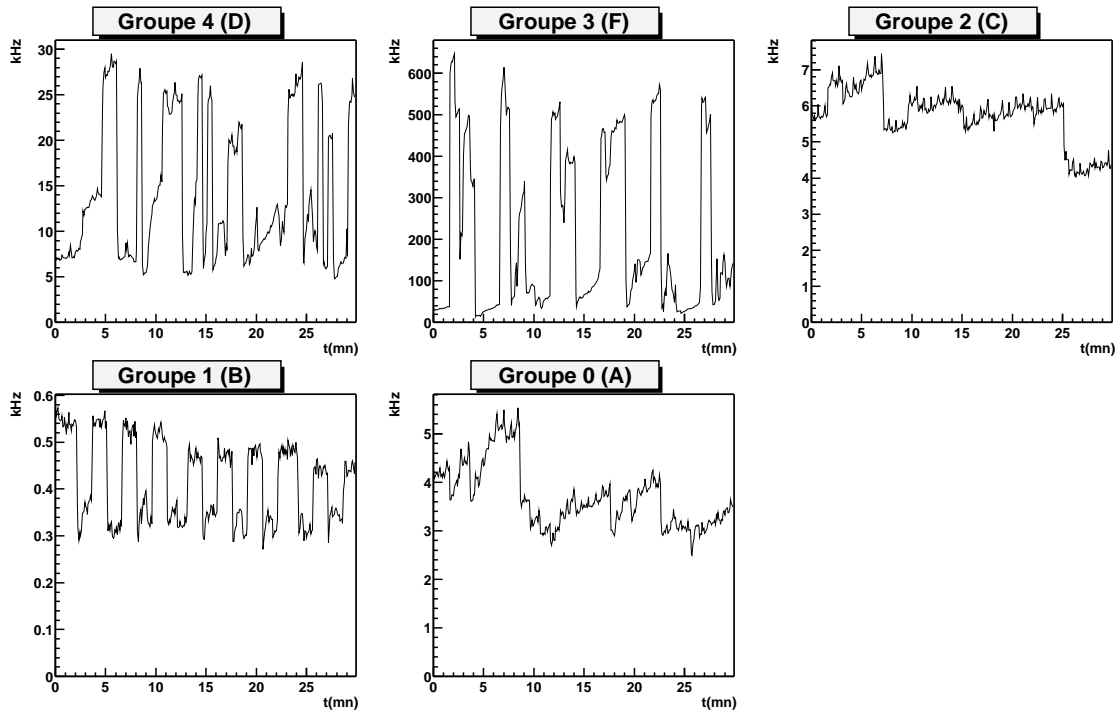 Groupe 4 (D)
kHz
30
25
20
15
10
5
0
0 5 10 15 20 25
t(mn)
Groupe 3 (F)
kHz
600
500
400
300
200
100
0
0 5 10 15 20 25
t(mn)
Groupe 2 (C)
kHz
7
6
5
4
3
2
1
0
0 5 10 15 20 25
t(mn)
Groupe 1 (B)
kHz
0.6
0.5
0.4
0.3
0.2
0.1
0
0 5 10 15 20 25
t(mn)
Groupe 0 (A)
kHz
5
4
3
2
1
0
0 5 10 15 20 25
t(mn)